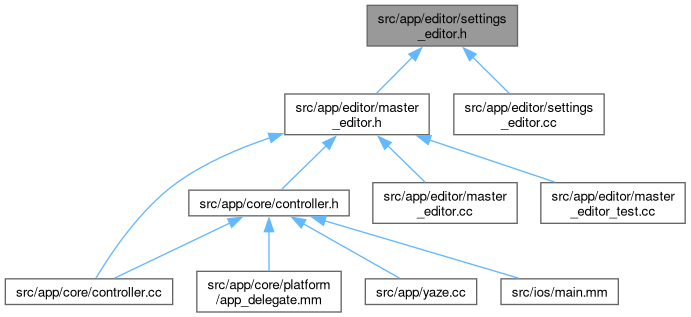 src/app/editor/settings
_editor.h
src/app/editor/master
_editor.h
src/app/editor/settings
_editor.cc
src/app/core/controller.h
src/app/editor/master
_editor.cc
src/app/editor/master
_editor_test.cc
src/app/core/controller.cc
src/app/core/platform
/app_delegate.mm
src/app/yaze.cc
src/ios/main.mm